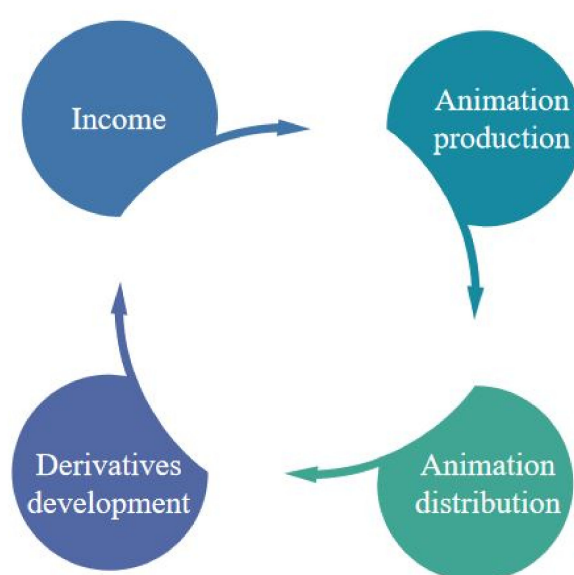 Income
Animation
production
Derivatives
development
Animation
distribution